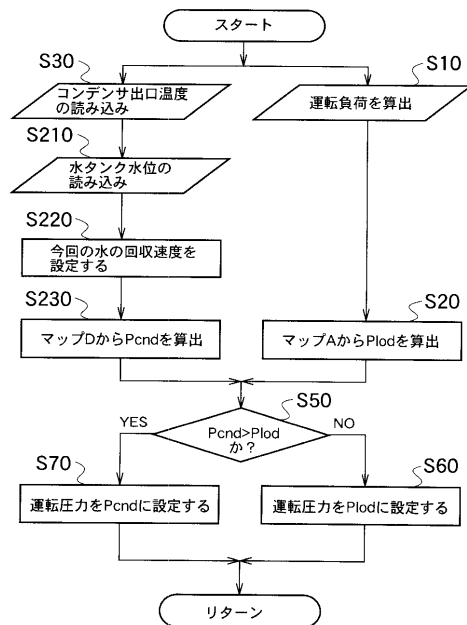 スタート
S30
コンデンサ出口温度
の読み込み
S10
運転負荷を算出
S210
水タンク水位の
読み込み
S220
今回の水の回収速度を
設定する
S230
マップDからPcndを算出
S20
マップAからPlodを算出
S50
Pcnd>Plod
か?
YES
NO
S70
運転圧力をPcndに設定する
S60
運転圧力をPlodに設定する
リターン